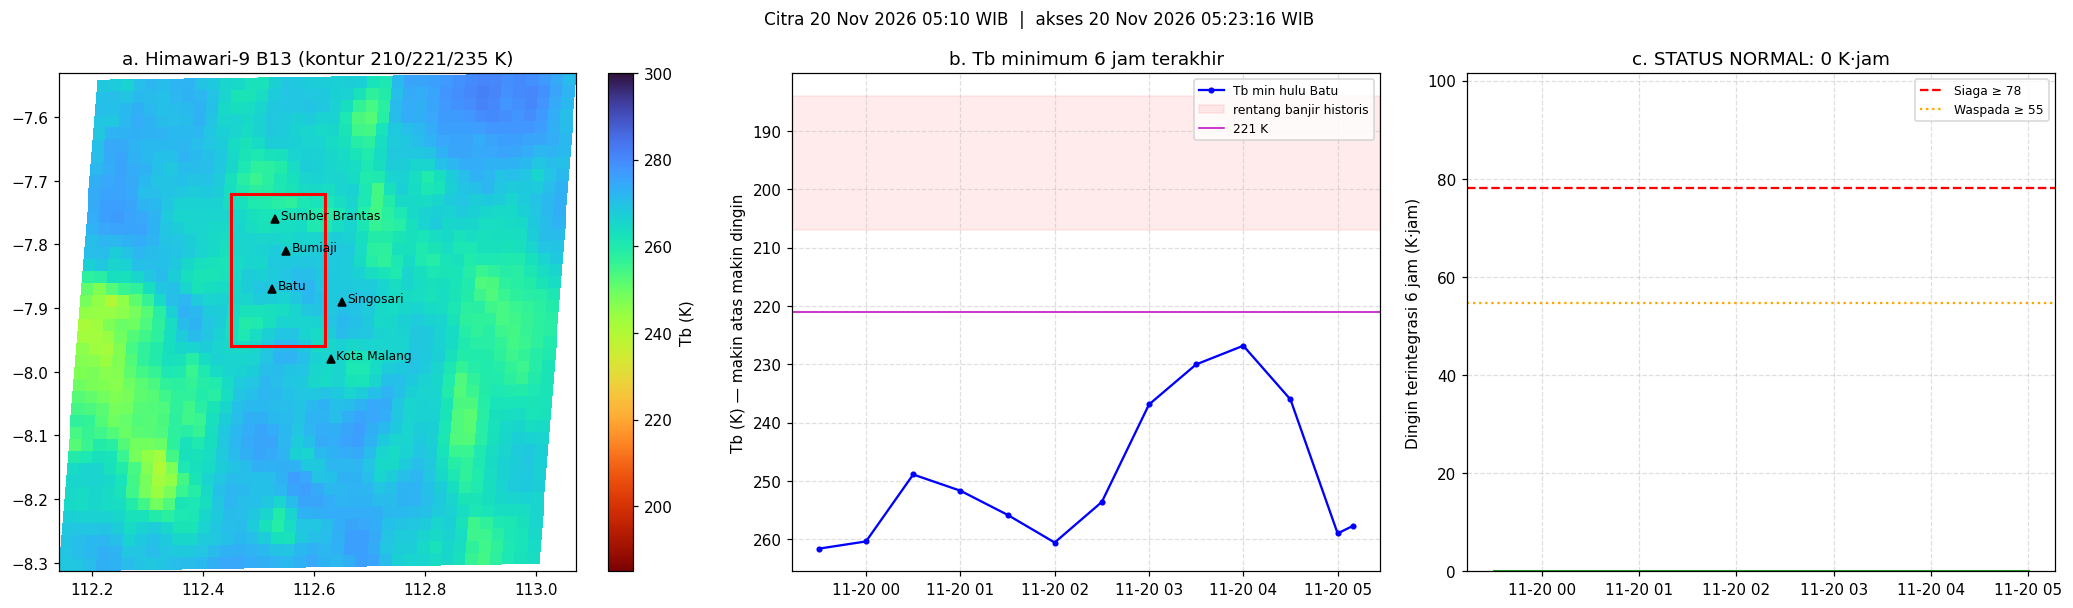 Citra 20 Nov 2026 05:10 WIB | akses 20 Nov 2026 05:23:16 WIB
a. Himawari-9 B13 (kontur 210/221/235 K)
−7.6
−7.7
−7.8
−7.9
−8.0
−8.1
−8.2
−8.3
112.2
112.4
112.6
112.8
113.0
Sumber Brantas
Bumiaji
Batu
Singosari
Kota Malang
300
280
260
240
220
200
Tb (K)
b. Tb minimum 6 jam terakhir
Tb (K) — makin atas makin dingin
190
200
210
220
230
240
250
260
11-20 00
11-20 01
11-20 02
11-20 03
11-20 04
11-20 05
Tb min hulu Batu
rentang banjir historis
221 K
c. STATUS NORMAL: 0 K·jam
Dingin terintegrasi 6 jam (K·jam)
100
80
60
40
20
0
11-20 00
11-20 01
11-20 02
11-20 03
11-20 04
11-20 05
Siaga ≥ 78
Waspada ≥ 55